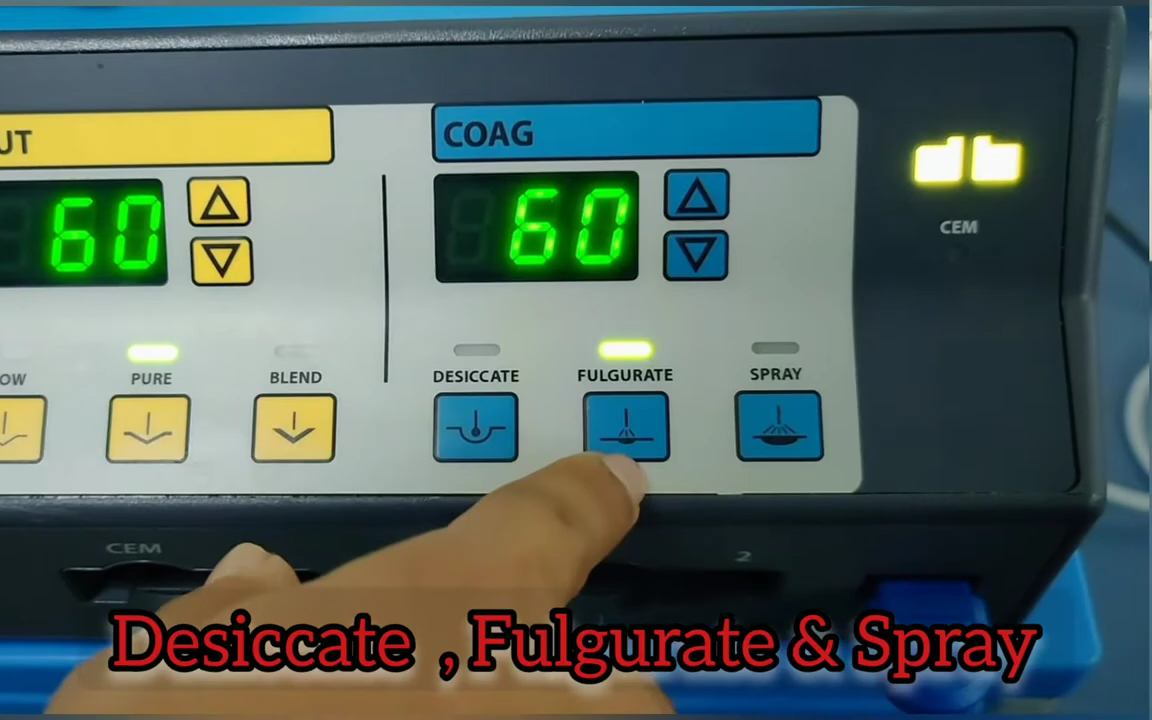 UT
COAG
60
60
CEM
OW
PURE
BLEND
DESICCATE
FULGURATE
SPRAY
CEM
2
Desiccate , Fulgurate & Spray